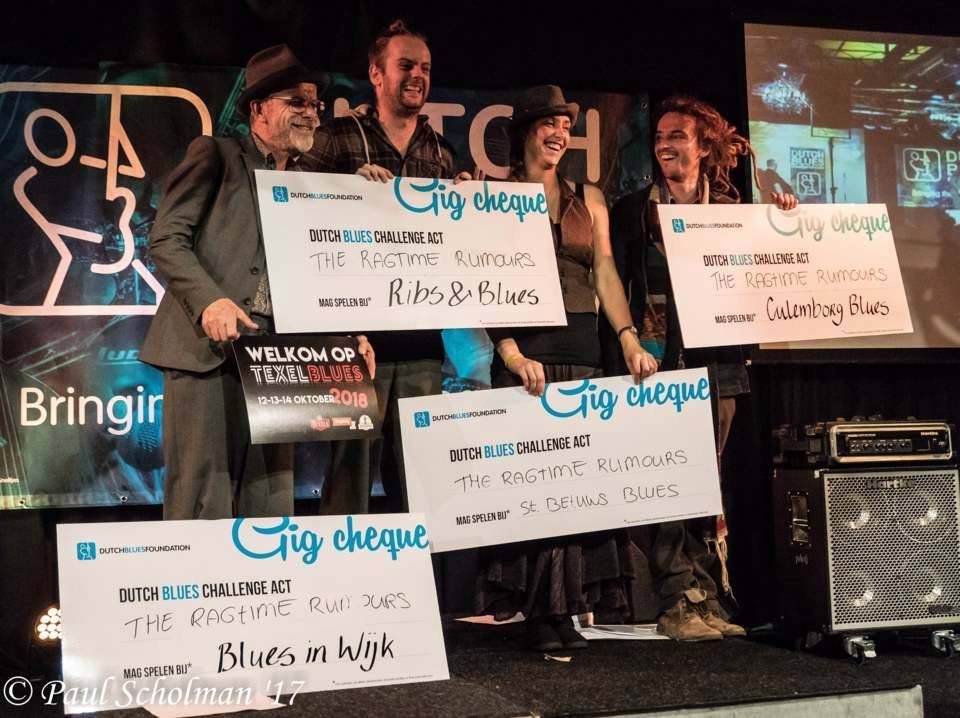 DUTCH
Bringin
DUTCHBLUESFOUNDATION
Gig cheque
DUTCH BLUES CHALLENGE ACT
THE RAGTIME RUMOURS
MAG SPELEN BIJ*
Ribs & Blues
DUTCHBLUESFOUNDATION
Gig cheque
DUTCH BLUES CHALLENGE ACT
THE RAGTIME RUMOURS
MAG SPELEN BIJ*
Culemborg Blues
WELKOM OP
TEXELBLUES
12-13-14 OKTOBER 2018
DUTCHBLUESFOUNDATION
Gig cheque
DUTCH BLUES CHALLENGE ACT
THE RAGTIME RUMOURS
MAG SPELEN BIJ*
St. BETUWS BLUES
DUTCHBLUESFOUNDATION
Gig cheque
DUTCH BLUES CHALLENGE ACT
THE RAGTIME RUMOURS
MAG SPELEN BIJ*
Blues in Wijk
DUTCH
BLUES
© Paul Scholman '17